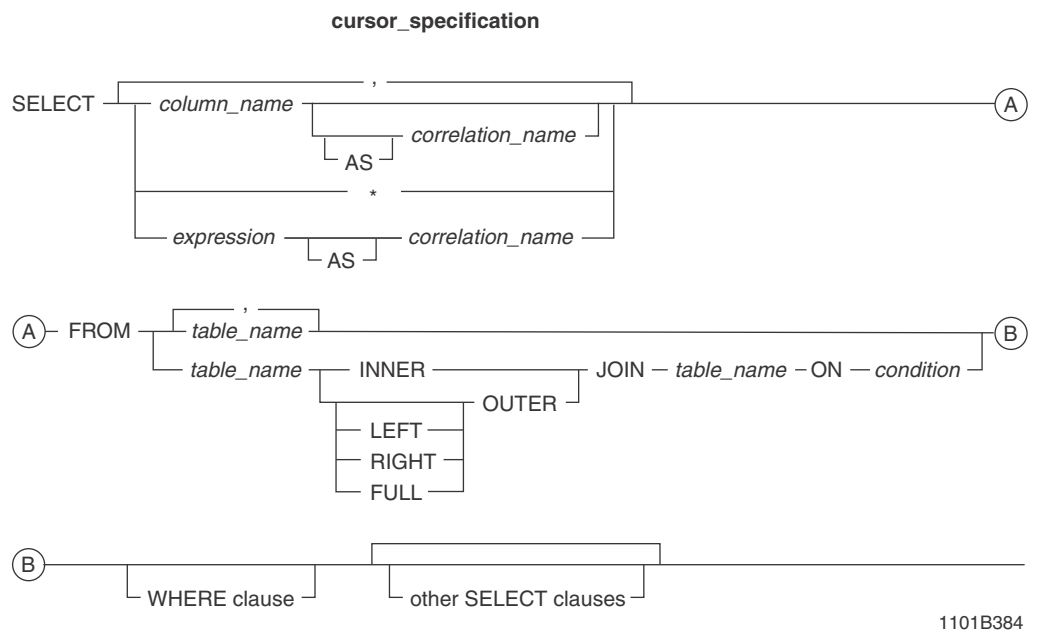 cursor_specification
,
SELECT column_name A
correlation_name
AS
*
expression correlation_name
AS
,
A FROM table_name B
table_name INNER JOIN table_name ON condition
OUTER
LEFT
RIGHT
FULL
B
WHERE clause other SELECT clauses
1101B384